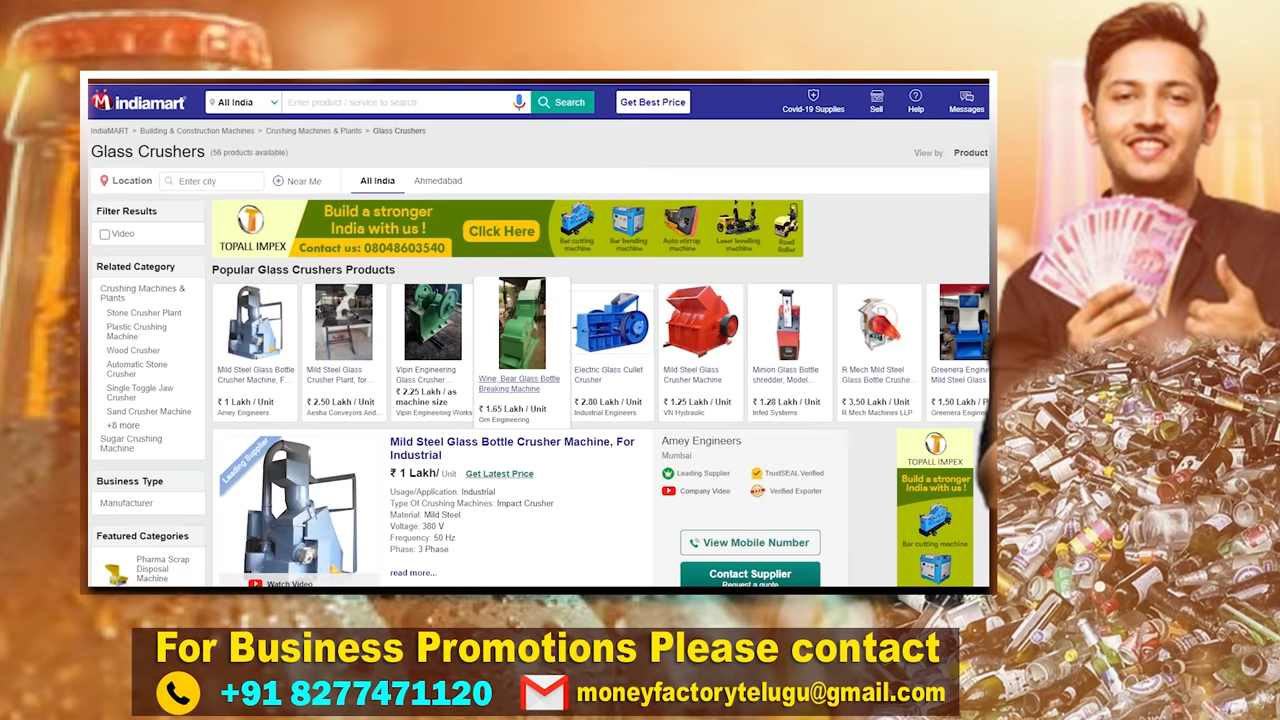 indiamart
All India
Enter product / service to search
Search
Get Best Price
Covid-19 Supplies
Sell
Help
Messages
IndiaMART > Building & Construction Machines > Crushing Machines & Plants > Glass Crushers
Glass Crushers (56 products available)
View by: Product
Location
Enter city
Near Me
All India
Ahmedabad
Filter Results
Video
Related Category
Crushing Machines &
Plants
Stone Crusher Plant
Plastic Crushing
Machine
Wood Crusher
Automatic Stone
Crusher
Single Toggle Jaw
Crusher
Sand Crusher Machine
+8 more
Sugar Crushing
Machine
Business Type
Manufacturer
Featured Categories
Pharma Scrap
Disposal
Machine
TOPALL IMPEX
Build a stronger
India with us !
Contact us: 08048603540
Click Here
Bar cutting
machine
Bar bending
machine
Auto stirrup
machine
Laser levelling
machine
Road
Roller
Popular Glass Crushers Products
Mild Steel Glass Bottle
Crusher Machine, F...
₹ 1 Lakh / Unit
Amey Engineers
Mild Steel Glass
Crusher Plant, for...
₹ 2.50 Lakh / Unit
Aesha Conveyors And...
Vipin Engineering
Glass Crusher...
₹ 2.25 Lakh / as
machine size
Vipin Engineering Works
Wine, Bear Glass Bottle
Breaking Machine
₹ 1.65 Lakh / Unit
Om Engineering
Electric Glass Cullet
Crusher
₹ 2.80 Lakh / Unit
Industrial Engineers
Mild Steel Glass
Crusher Machine
₹ 1.25 Lakh / Unit
VN Hydraulic
Minion Glass Bottle
shredder, Model...
₹ 1.28 Lakh / Unit
Infed Systems
R Mech Mild Steel
Glass Bottle Crushe...
₹ 3.50 Lakh / Unit
R Mech Machines LLP
Greenera Engine
Mild Steel Glass
₹ 1.50 Lakh / P
Greenera Engine
Leading Supplier
Watch Video
Mild Steel Glass Bottle Crusher Machine, For
Industrial
₹ 1 Lakh/ Unit Get Latest Price
Usage/Application: Industrial
Type Of Crushing Machines: Impact Crusher
Material: Mild Steel
Voltage: 380 V
Frequency: 50 Hz
Phase: 3 Phase
read more...
Amey Engineers
Mumbai
Leading Supplier
TrustSEAL Verified
Company Video
Verified Exporter
View Mobile Number
Contact Supplier
Request a quote
TOPALL IMPEX
Build a stronger
India with us !
Bar cutting machine
For Business Promotions Please contact
+91 8277471120
moneyfactorytelugu@gmail.com